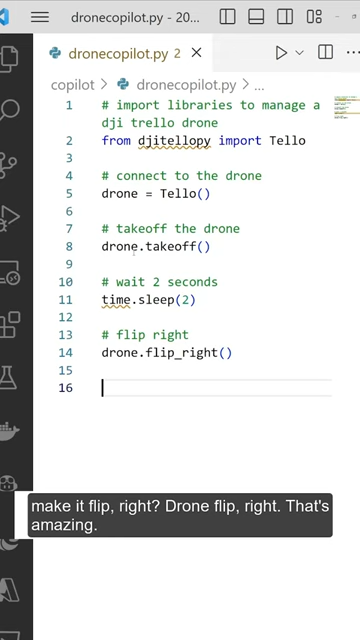 dronecopilot.py - 20...
dronecopilot.py 2
copilot > dronecopilot.py > ...
1 # import libraries to manage a
dji trello drone
2 from djitellopy import Tello
3
4 # connect to the drone
5 drone = Tello()
6
7 # takeoff the drone
8 drone.takeoff()
9
10 # wait 2 seconds
11 time.sleep(2)
12
13 # flip right
14 drone.flip_right()
15
16
make it flip, right? Drone flip, right. That's
amazing.